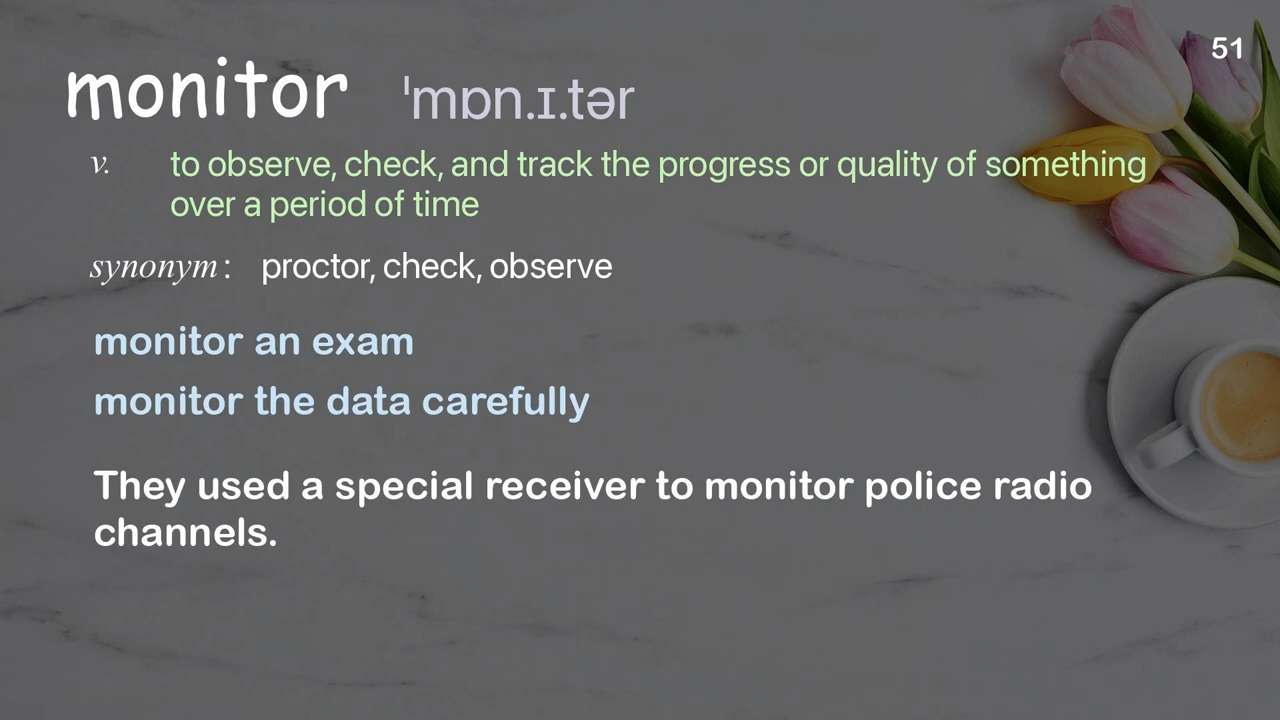 51
monitor ˈmɒn.ɪ.tər
v. to observe, check, and track the progress or quality of something
over a period of time
synonym : proctor, check, observe
monitor an exam
monitor the data carefully
They used a special receiver to monitor police radio
channels.